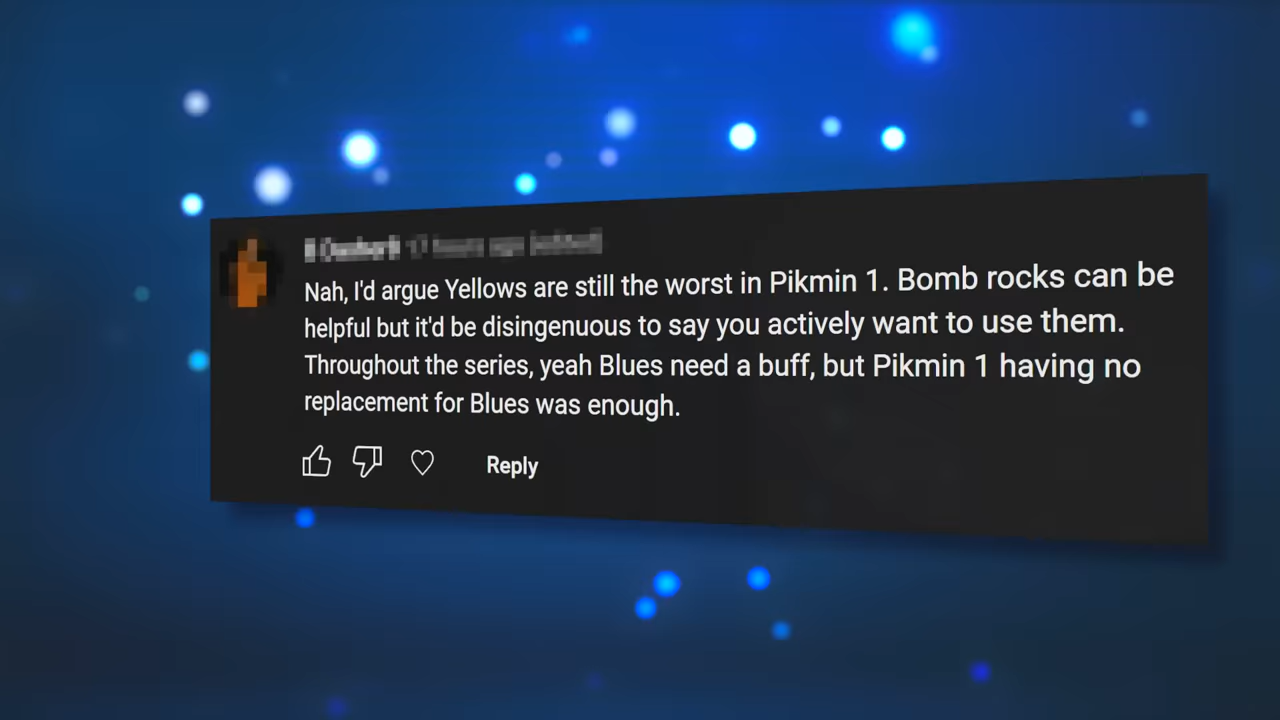 Nah, I'd argue Yellows are still the worst in Pikmin 1. Bomb rocks can be
helpful but it'd be disingenuous to say you actively want to use them.
Throughout the series, yeah Blues need a buff, but Pikmin 1 having no
replacement for Blues was enough.
Reply